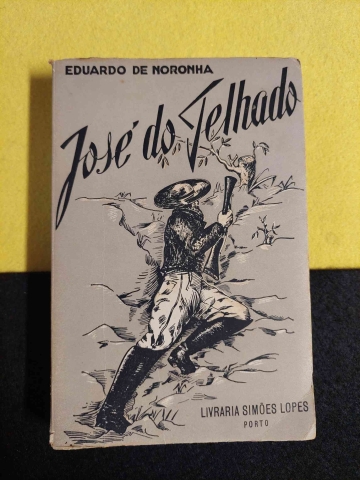 EDUARDO DE NORONHA
José do Telhado
LIVRARIA SIMÕES LOPES
PORTO